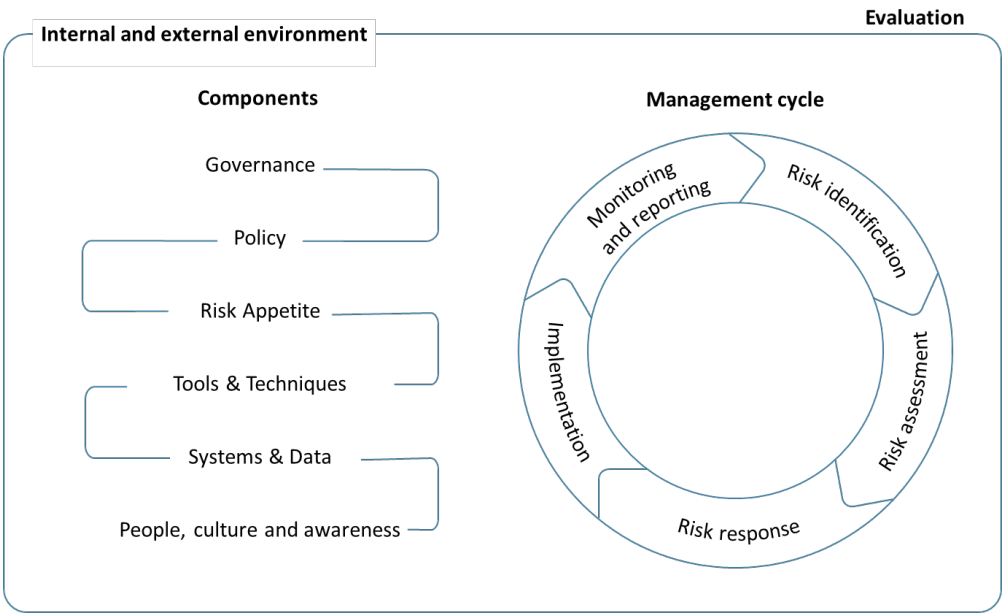 Evaluation
Internal and external environment
Components
Governance
Policy
Risk Appetite
Tools & Techniques
Systems & Data
People, culture and awareness
Management cycle
Risk identification
Risk assessment
Risk response
Implementation
Monitoring
and reporting